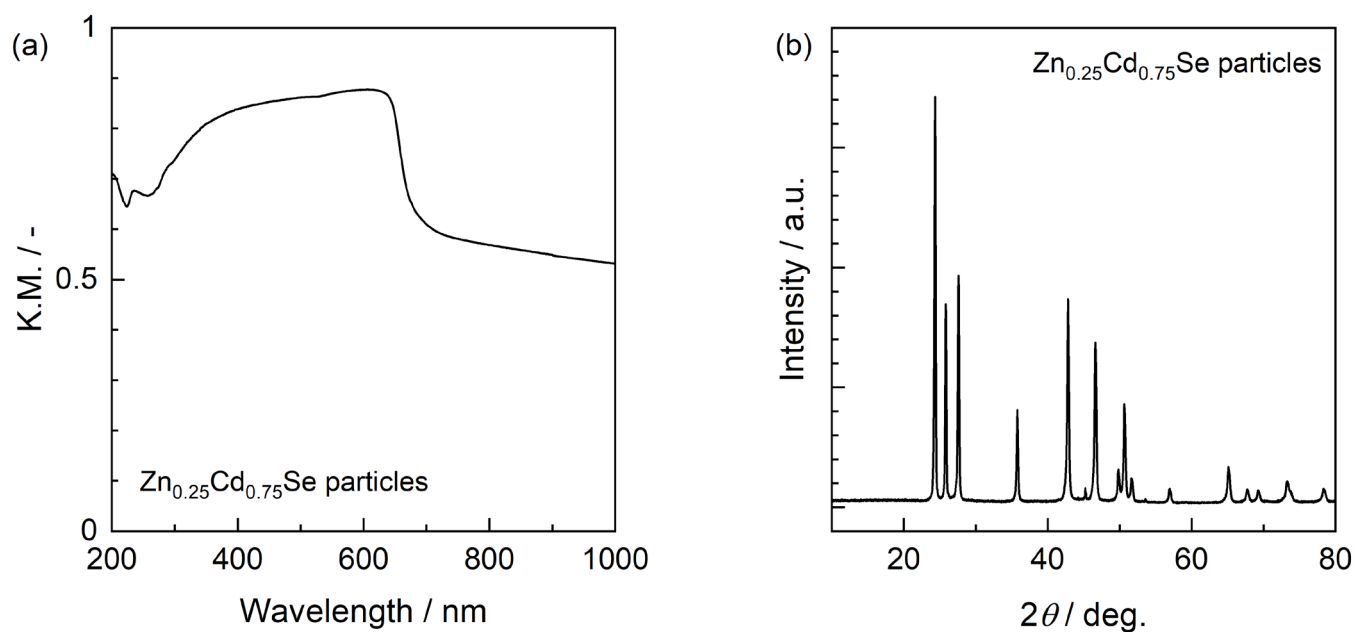 (a)
1
0.5
0
K.M. / -
Zn0.25Cd0.75Se particles
200 400 600 800 1000
Wavelength / nm
(b)
Zn0.25Cd0.75Se particles
Intensity / a.u.
20 40 60 80
2θ / deg.